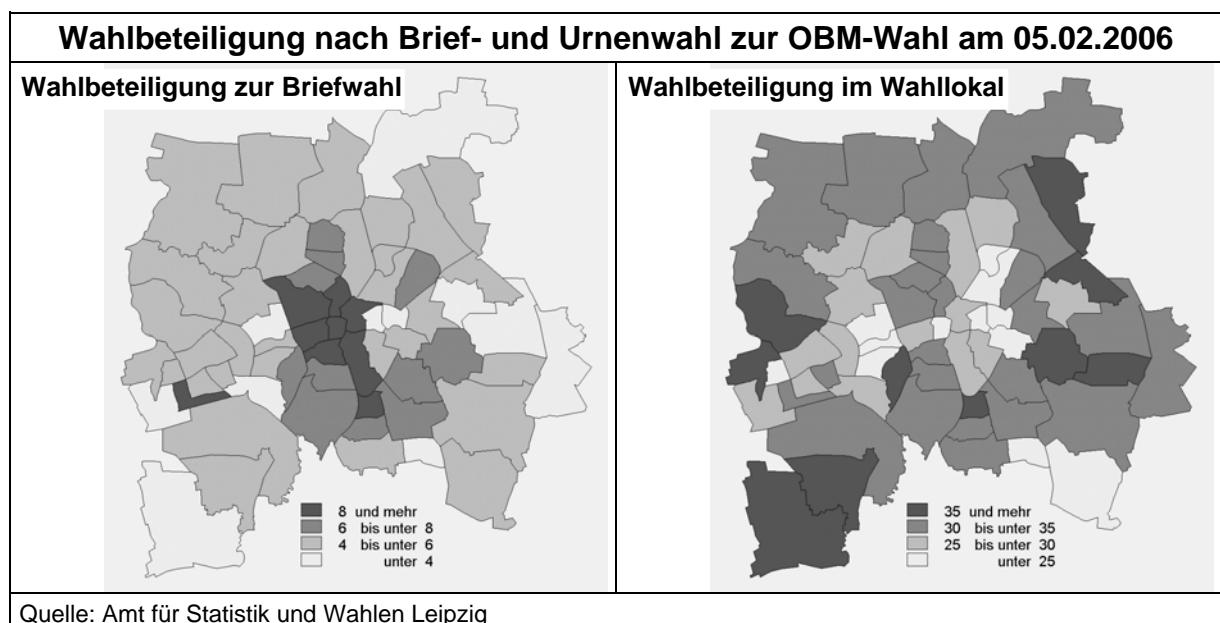 Wahlbeteiligung nach Brief- und Urnenwahl zur OBM-Wahl am 05.02.2006
Wahlbeteiligung zur Briefwahl
8 und mehr
6 bis unter 8
4 bis unter 6
unter 4
Wahlbeteiligung im Wahllokal
35 und mehr
30 bis unter 35
25 bis unter 30
unter 25
Quelle: Amt für Statistik und Wahlen Leipzig